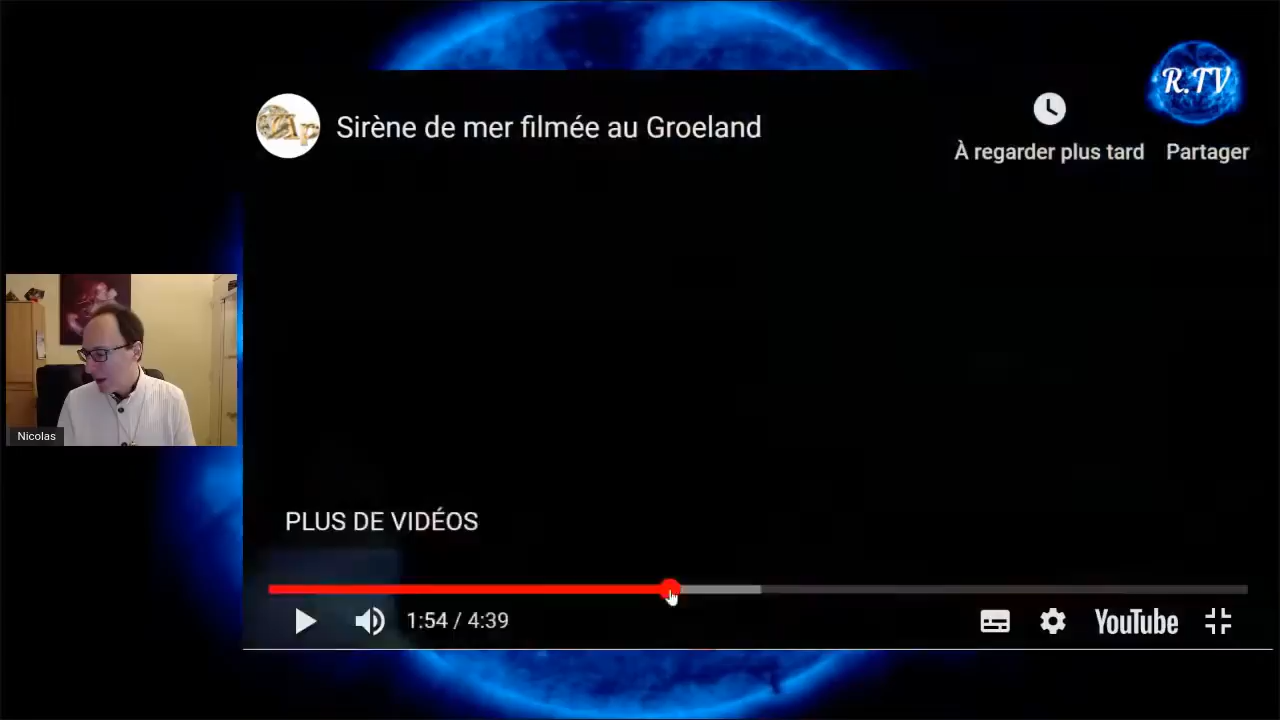 R.TV
Sirène de mer filmée au Groeland
À regarder plus tard
Partager
Nicolas
PLUS DE VIDÉOS
1:54 / 4:39
YouTube